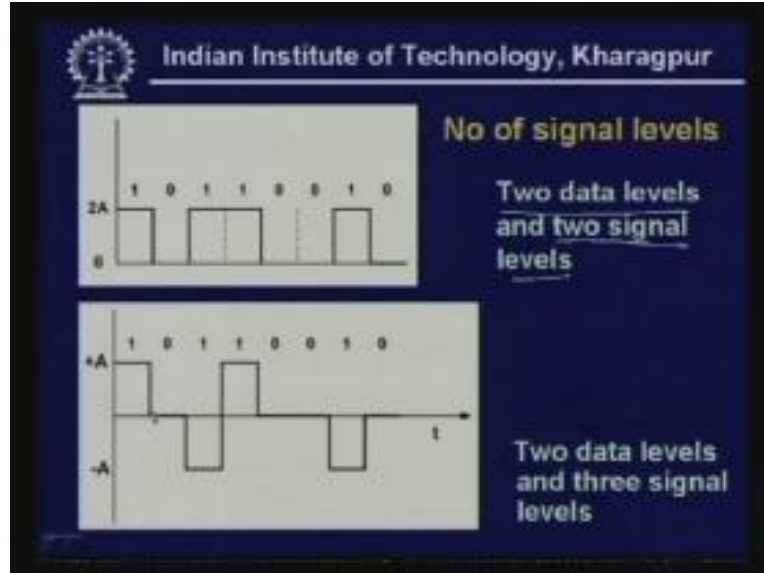 Indian Institute of Technology, Kharagpur
No of signal levels
1 0 1 1 0 0 1 0
2A
0
Two data levels
and two signal
levels
1 0 1 1 0 0 1 0
+A
t
-A
Two data levels
and three signal
levels